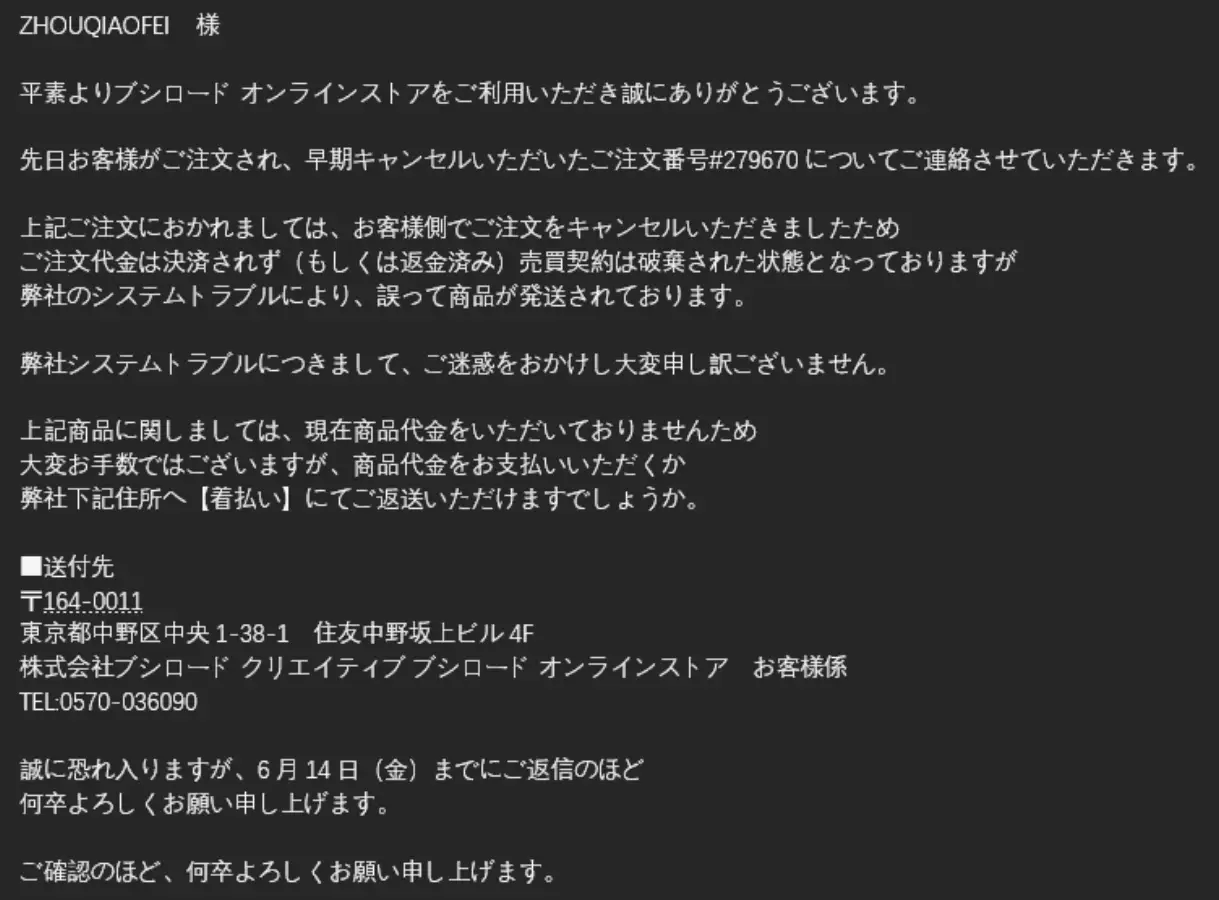 ZHOUQIAOFEI　様
平素よりブシロード オンラインストアをご利用いただき誠にありがとうございます。
先日お客様がご注文され、早期キャンセルいただいたご注文番号#279670 についてご連絡させていただきます。
上記ご注文におかれましては、お客様側でご注文をキャンセルいただきましたため
ご注文代金は決済されず（もしくは返金済み）売買契約は破棄された状態となっておりますが
弊社のシステムトラブルにより、誤って商品が発送されております。
弊社システムトラブルにつきまして、ご迷惑をおかけし大変申し訳ございません。
上記商品に関しましては、現在商品代金をいただいておりませんため
大変お手数ではございますが、商品代金をお支払いいただくか
弊社下記住所へ【着払い】にてご返送いただけますでしょうか。
■送付先
〒164-0011
東京都中野区中央 1-38-1　住友中野坂上ビル 4F
株式会社ブシロード クリエイティブ ブシロード オンラインストア　お客様係
TEL:0570-036090
誠に恐れ入りますが、6 月 14 日（金）までにご返信のほど
何卒よろしくお願い申し上げます。
ご確認のほど、何卒よろしくお願い申し上げます。